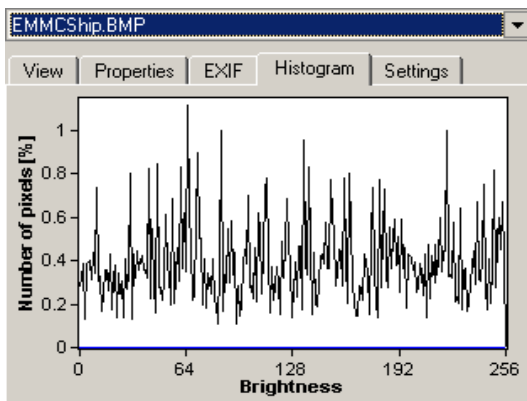 EMMCShip.BMP
View Properties EXIF Histogram Settings
Number of pixels [%]
1
0.8
0.6
0.4
0.2
0
0 64 128 192 256
Brightness